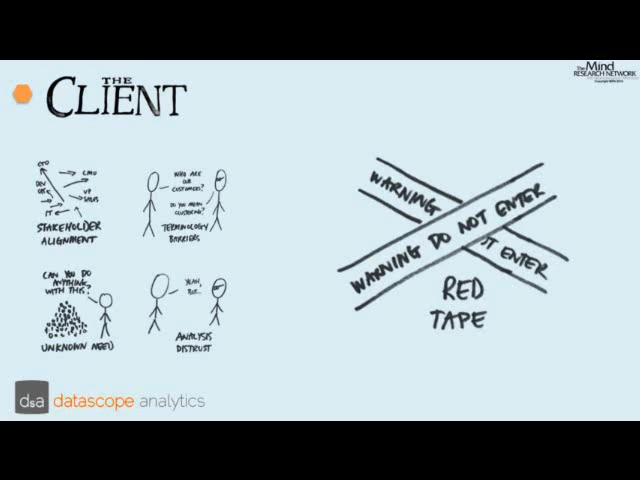 THE
CLIENT
The Mind
RESEARCH NETWORK
CTO
CMO
DEV
OPS
VP
SALES
IT
STAKEHOLDER
ALIGNMENT
WHO ARE
OUR
CUSTOMERS?
DO YOU MEAN
CLUSTERING?
TERMINOLOGY
BARRIERS
CAN YOU DO
ANYTHING
WITH THIS?
UNKNOWN NEED
YEAH,
BUT...
ANALYSIS
DISTRUST
WARNING
WARNING DO NOT ENTER
OT ENTER
RED
TAPE
dsa datascope analytics